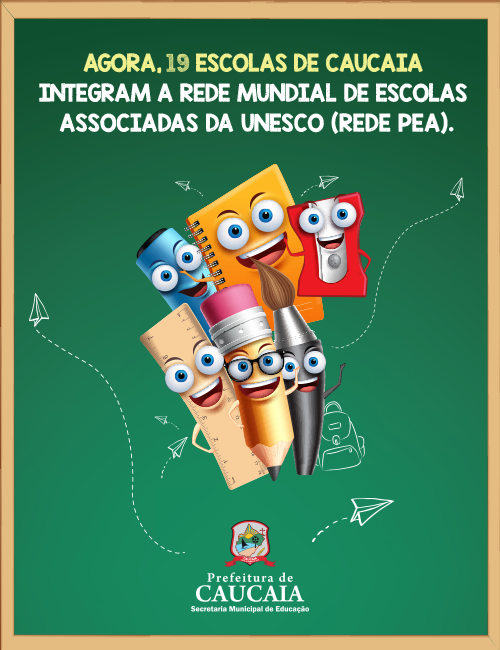 AGORA, 19 ESCOLAS DE CAUCAIA
INTEGRAM A REDE MUNDIAL DE ESCOLAS
ASSOCIADAS DA UNESCO (REDE PEA).
Prefeitura de
CAUCAIA
Secretaria Municipal de Educação